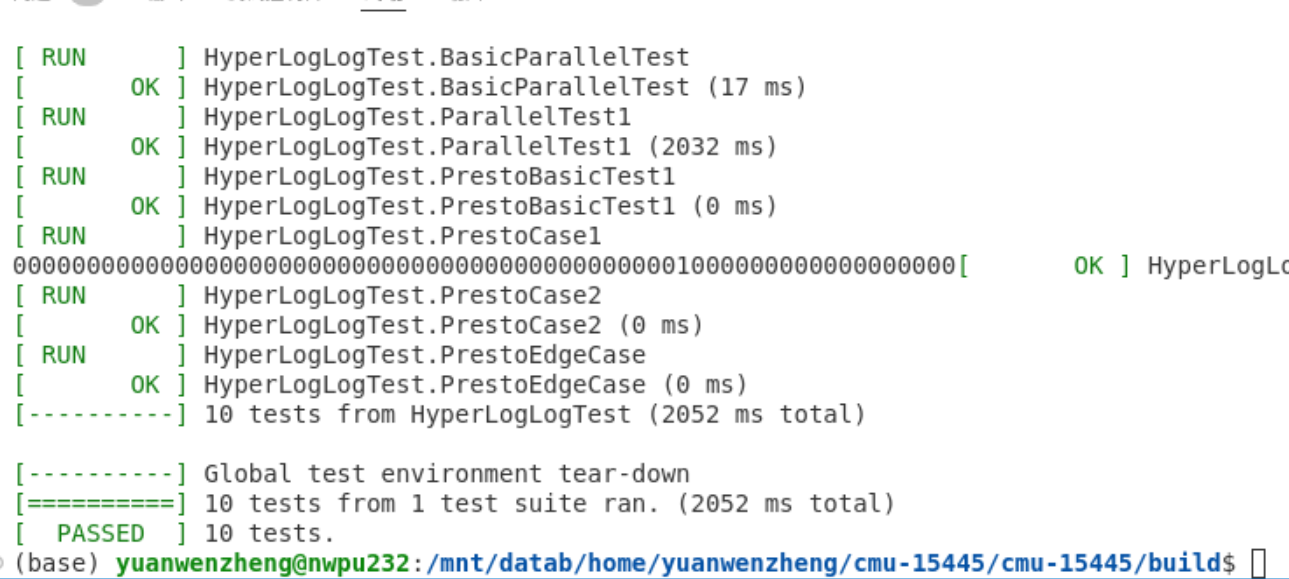 [ RUN      ] HyperLogLogTest.BasicParallelTest
[       OK ] HyperLogLogTest.BasicParallelTest (17 ms)
[ RUN      ] HyperLogLogTest.ParallelTest1
[       OK ] HyperLogLogTest.ParallelTest1 (2032 ms)
[ RUN      ] HyperLogLogTest.PrestoBasicTest1
[       OK ] HyperLogLogTest.PrestoBasicTest1 (0 ms)
[ RUN      ] HyperLogLogTest.PrestoCase1
0000000000000000000000000000000000000000000001000000000000000000[       OK ] HyperLogLo
[ RUN      ] HyperLogLogTest.PrestoCase2
[       OK ] HyperLogLogTest.PrestoCase2 (0 ms)
[ RUN      ] HyperLogLogTest.PrestoEdgeCase
[       OK ] HyperLogLogTest.PrestoEdgeCase (0 ms)
[----------] 10 tests from HyperLogLogTest (2052 ms total)
[----------] Global test environment tear-down
[==========] 10 tests from 1 test suite ran. (2052 ms total)
[  PASSED  ] 10 tests.
(base) yuanwenzheng@nwpu232:/mnt/datab/home/yuanwenzheng/cmu-15445/cmu-15445/build$